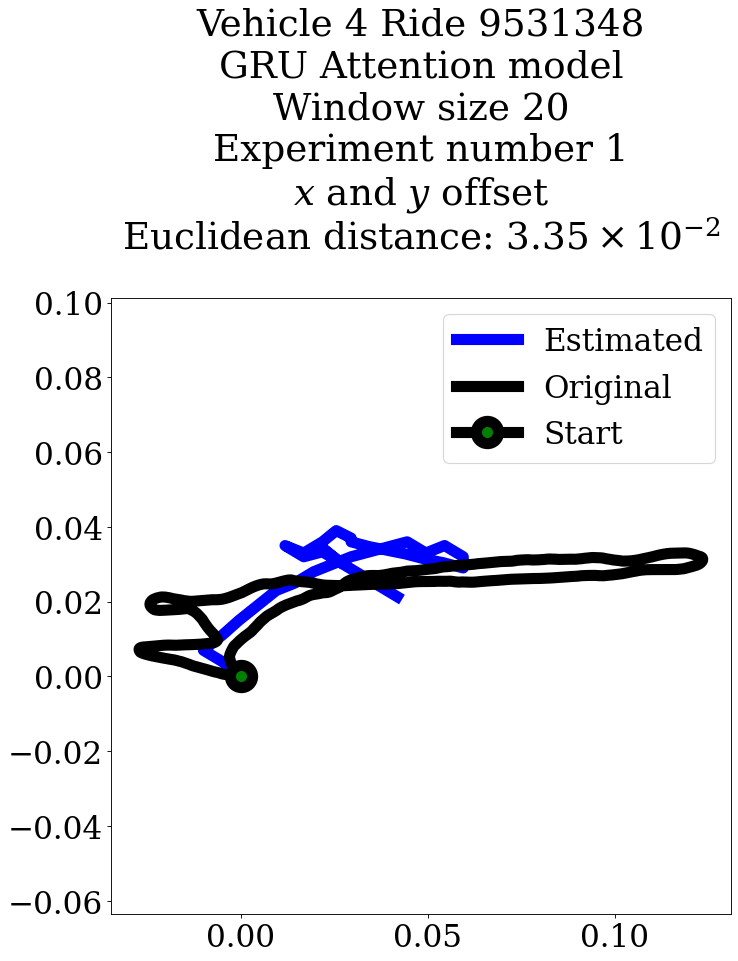 Vehicle 4 Ride 9531348
GRU Attention model
Window size 20
Experiment number 1
x and y offset
Euclidean distance: 3.35 × 10⁻²
0.10
0.08
0.06
0.04
0.02
0.00
−0.02
−0.04
−0.06
Estimated
Original
Start
0.00 0.05 0.10